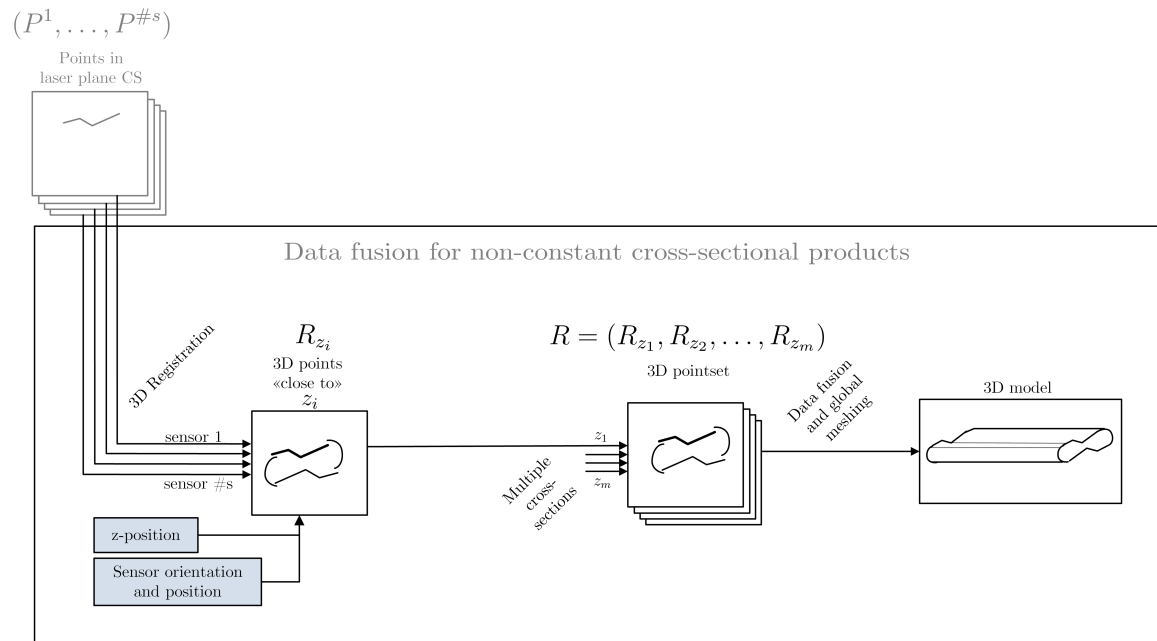 (P^1, . . . , P^{#s})
Points in
laser plane CS
Data fusion for non-constant cross-sectional products
3D Registration
R_{z_i}
3D points
«close to»
z_i
sensor 1
sensor #s
z-position
Sensor orientation
and position
R = (R_{z_1}, R_{z_2}, . . . , R_{z_m})
3D pointset
z_1
z_m
Multiple
cross-
sections
Data fusion
and global
meshing
3D model